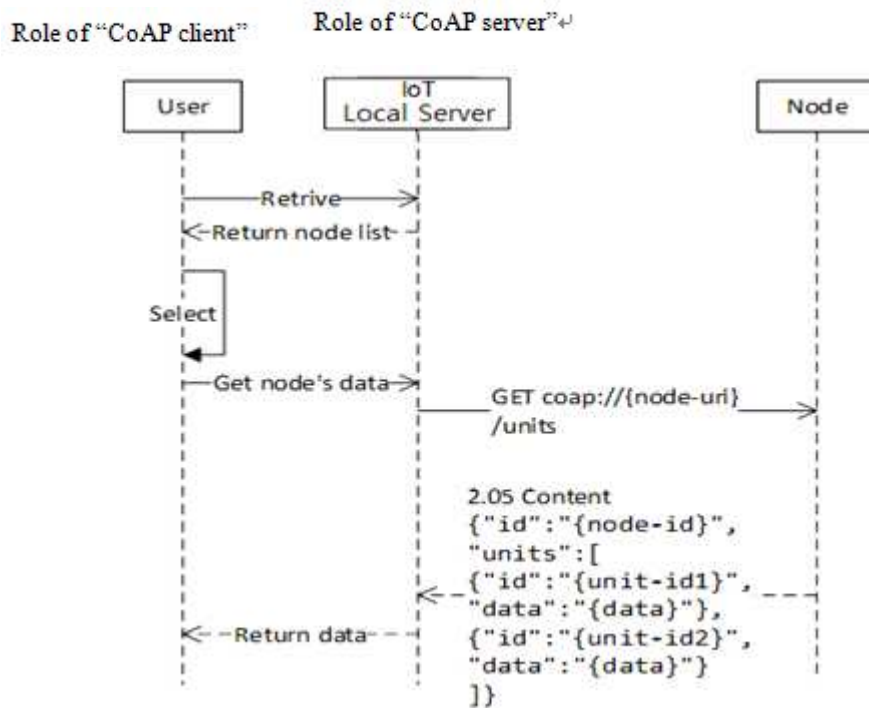 Role of “CoAP client”
Role of “CoAP server”↵
User
IoT
Local Server
Node
Retrive
Return node list
Select
Get node's data
GET coap://{node-uri}
/units
2.05 Content
{"id":"{node-id}",
"units":[
{"id":"{unit-id1}",
"data":"{data}"},
{"id":"{unit-id2}",
"data":"{data}"}
]}
Return data